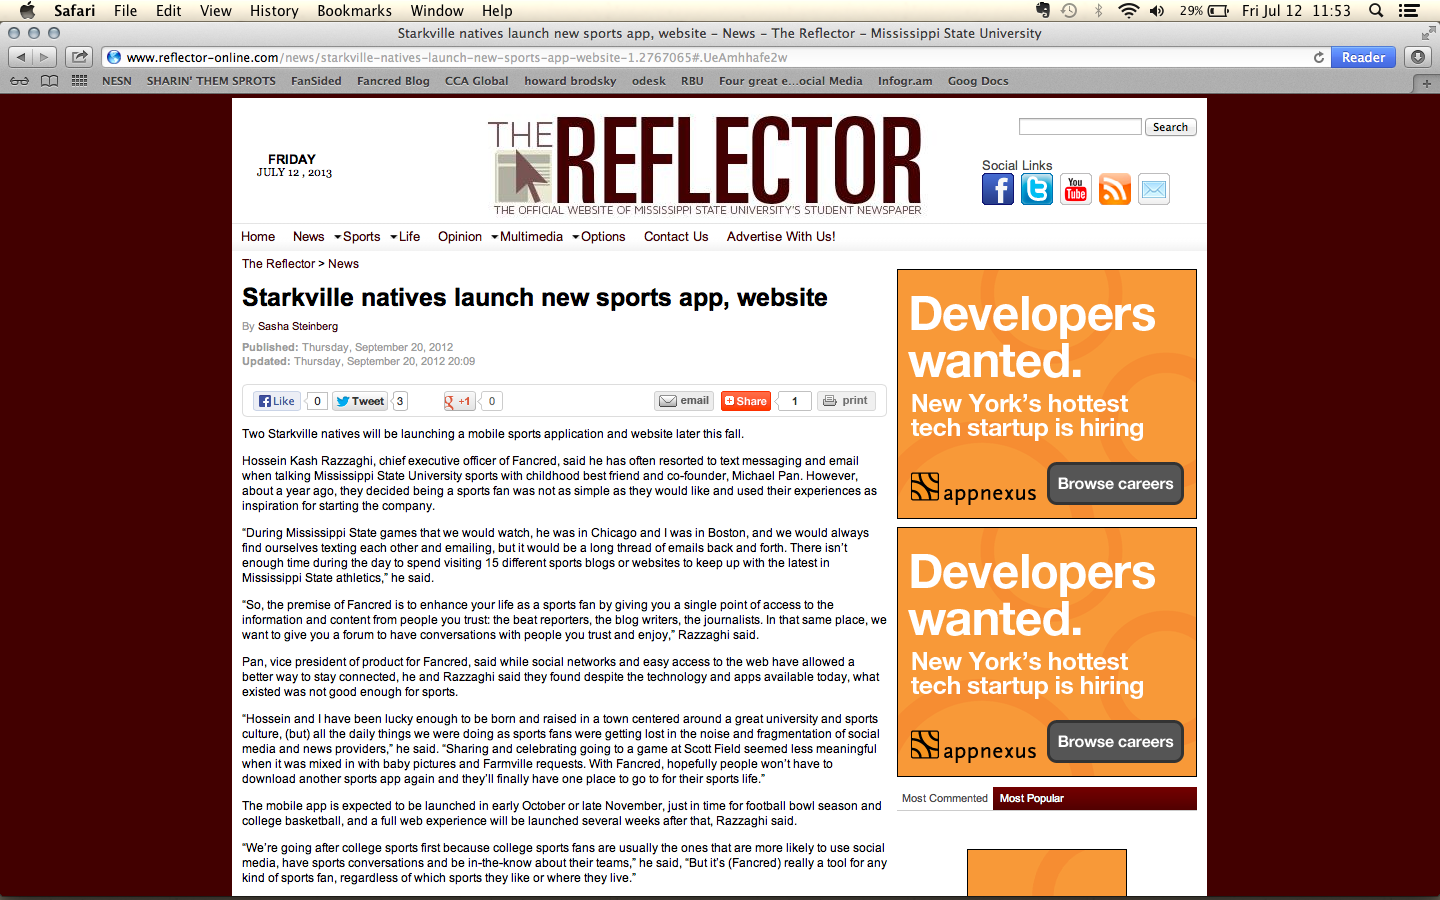 Safari File Edit View History Bookmarks Window Help 29% Fri Jul 12 11:53
Starkville natives launch new sports app, website – News – The Reflector – Mississippi State University
www.reflector-online.com/news/starkville-natives-launch-new-sports-app-website-1.2767065#.UeAmhhafe2w Reader
NESN SHARIN' THEM SPROTS FanSided Fancred Blog CCA Global howard brodsky odesk RBU Four great e...ocial Media Infogr.am Goog Docs
FRIDAY
JULY 12 , 2013
THE REFLECTOR
THE OFFICIAL WEBSITE OF MISSISSIPPI STATE UNIVERSITY'S STUDENT NEWSPAPER
Search
Social Links
You
Tube
Home News Sports Life Opinion Multimedia Options Contact Us Advertise With Us!
The Reflector > News
Starkville natives launch new sports app, website
By Sasha Steinberg
Published: Thursday, September 20, 2012
Updated: Thursday, September 20, 2012 20:09
Like 0 Tweet 3 +1 0 email Share 1 print
Two Starkville natives will be launching a mobile sports application and website later this fall.
Hossein Kash Razzaghi, chief executive officer of Fancred, said he has often resorted to text messaging and email
when talking Mississippi State University sports with childhood best friend and co-founder, Michael Pan. However,
about a year ago, they decided being a sports fan was not as simple as they would like and used their experiences as
inspiration for starting the company.
“During Mississippi State games that we would watch, he was in Chicago and I was in Boston, and we would always
find ourselves texting each other and emailing, but it would be a long thread of emails back and forth. There isn’t
enough time during the day to spend visiting 15 different sports blogs or websites to keep up with the latest in
Mississippi State athletics,” he said.
“So, the premise of Fancred is to enhance your life as a sports fan by giving you a single point of access to the
information and content from people you trust: the beat reporters, the blog writers, the journalists. In that same place, we
want to give you a forum to have conversations with people you trust and enjoy,” Razzaghi said.
Pan, vice president of product for Fancred, said while social networks and easy access to the web have allowed a
better way to stay connected, he and Razzaghi said they found despite the technology and apps available today, what
existed was not good enough for sports.
“Hossein and I have been lucky enough to be born and raised in a town centered around a great university and sports
culture, (but) all the daily things we were doing as sports fans were getting lost in the noise and fragmentation of social
media and news providers,” he said. “Sharing and celebrating going to a game at Scott Field seemed less meaningful
when it was mixed in with baby pictures and Farmville requests. With Fancred, hopefully people won’t have to
download another sports app again and they’ll finally have one place to go to for their sports life.”
The mobile app is expected to be launched in early October or late November, just in time for football bowl season and
college basketball, and a full web experience will be launched several weeks after that, Razzaghi said.
“We’re going after college sports first because college sports fans are usually the ones that are more likely to use social
media, have sports conversations and be in-the-know about their teams,” he said, “But it’s (Fancred) really a tool for any
kind of sports fan, regardless of which sports they like or where they live.”
Developers
wanted.
New York’s hottest
tech startup is hiring
appnexus Browse careers
Developers
wanted.
New York’s hottest
tech startup is hiring
appnexus Browse careers
Most Commented Most Popular